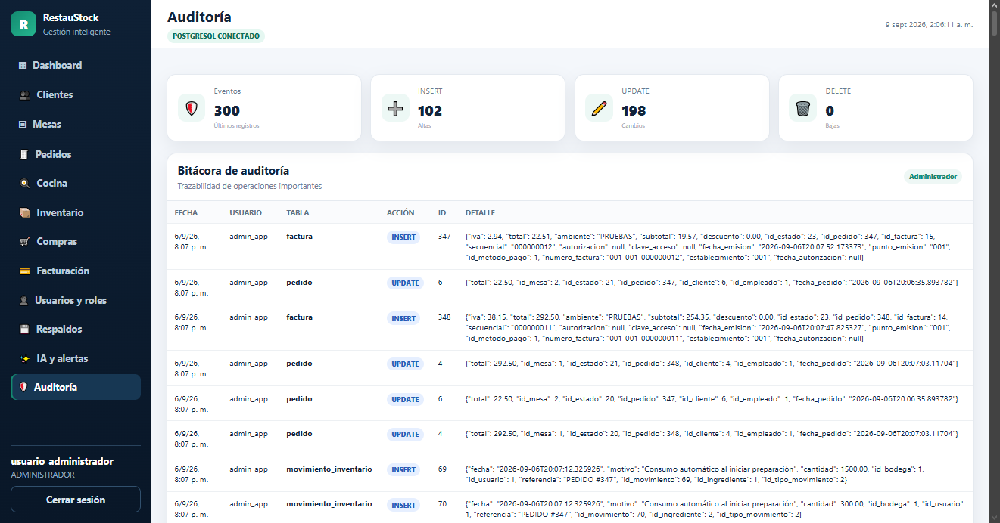 R
RestauStock
Gestión inteligente
Dashboard
Clientes
Mesas
Pedidos
Cocina
Inventario
Compras
Facturación
Usuarios y roles
Respaldos
IA y alertas
Auditoría
usuario_administrador
ADMINISTRADOR
Cerrar sesión
Auditoría
POSTGRESQL CONECTADO
9 sept 2026, 2:06:11 a. m.
Eventos
300
Últimos registros
INSERT
102
Altas
UPDATE
198
Cambios
DELETE
0
Bajas
Bitácora de auditoría
Trazabilidad de operaciones importantes
Administrador
FECHA USUARIO TABLA ACCIÓN ID DETALLE
6/9/26, admin_app factura INSERT 347 {"iva": 2.94, "total": 22.51, "ambiente": "PRUEBAS", "subtotal": 19.57, "descuento": 0.00, "id_estado": 23, "id_pedido": 347, "id_factura": 15,
8:07 p. m. "secuencial": "000000012", "autorizacion": null, "clave_acceso": null, "fecha_emision": "2026-09-06T20:07:52.173373", "punto_emision": "001",
"id_metodo_pago": 1, "numero_factura": "001-001-000000012", "establecimiento": "001", "fecha_autorizacion": null}
6/9/26, admin_app pedido UPDATE 6 {"total": 22.50, "id_mesa": 2, "id_estado": 21, "id_pedido": 347, "id_cliente": 6, "id_empleado": 1, "fecha_pedido": "2026-09-06T20:06:35.893782"}
8:07 p. m.
6/9/26, admin_app factura INSERT 348 {"iva": 38.15, "total": 292.50, "ambiente": "PRUEBAS", "subtotal": 254.35, "descuento": 0.00, "id_estado": 23, "id_pedido": 348, "id_factura": 14,
8:07 p. m. "secuencial": "000000011", "autorizacion": null, "clave_acceso": null, "fecha_emision": "2026-09-06T20:07:47.825327", "punto_emision": "001",
"id_metodo_pago": 1, "numero_factura": "001-001-000000011", "establecimiento": "001", "fecha_autorizacion": null}
6/9/26, admin_app pedido UPDATE 4 {"total": 292.50, "id_mesa": 1, "id_estado": 21, "id_pedido": 348, "id_cliente": 4, "id_empleado": 1, "fecha_pedido": "2026-09-06T20:07:03.11704"}
8:07 p. m.
6/9/26, admin_app pedido UPDATE 6 {"total": 22.50, "id_mesa": 2, "id_estado": 20, "id_pedido": 347, "id_cliente": 6, "id_empleado": 1, "fecha_pedido": "2026-09-06T20:06:35.893782"}
8:07 p. m.
6/9/26, admin_app pedido UPDATE 4 {"total": 292.50, "id_mesa": 1, "id_estado": 20, "id_pedido": 348, "id_cliente": 4, "id_empleado": 1, "fecha_pedido": "2026-09-06T20:07:03.11704"}
8:07 p. m.
6/9/26, admin_app movimiento_inventario INSERT 69 {"fecha": "2026-09-06T20:07:12.325926", "motivo": "Consumo automático al iniciar preparación", "cantidad": 1500.00, "id_bodega": 1,
8:07 p. m. "id_usuario": 1, "referencia": "PEDIDO #347", "id_movimiento": 69, "id_ingrediente": 1, "id_tipo_movimiento": 2}
6/9/26, admin_app movimiento_inventario INSERT 70 {"fecha": "2026-09-06T20:07:12.325926", "motivo": "Consumo automático al iniciar preparación", "cantidad": 300.00, "id_bodega": 1, "id_usuario":
8:07 p. m. 1, "referencia": "PEDIDO #347", "id_movimiento": 70, "id_ingrediente": 2, "id_tipo_movimiento": 2}